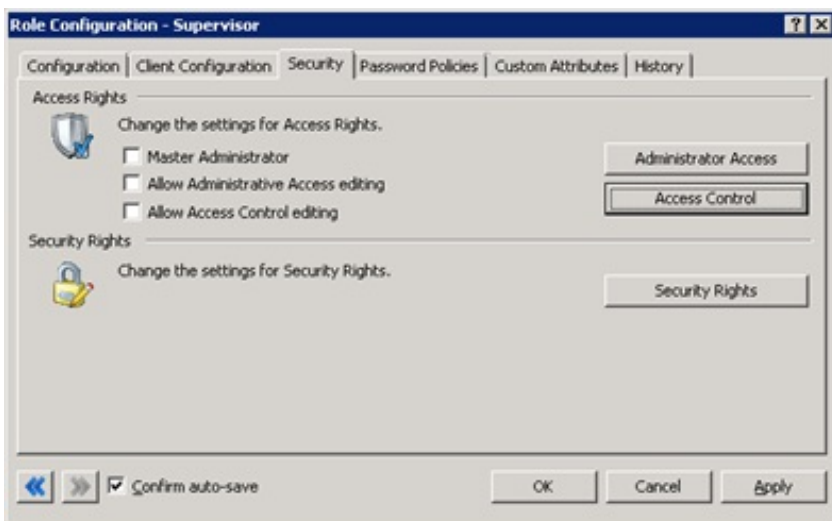 Role Configuration - Supervisor
Configuration Client Configuration Security Password Policies Custom Attributes History
Access Rights
Change the settings for Access Rights.
Master Administrator
Administrator Access
Allow Administrative Access editing
Access Control
Allow Access Control editing
Security Rights
Change the settings for Security Rights.
Security Rights
Confirm auto-save OK Cancel Apply